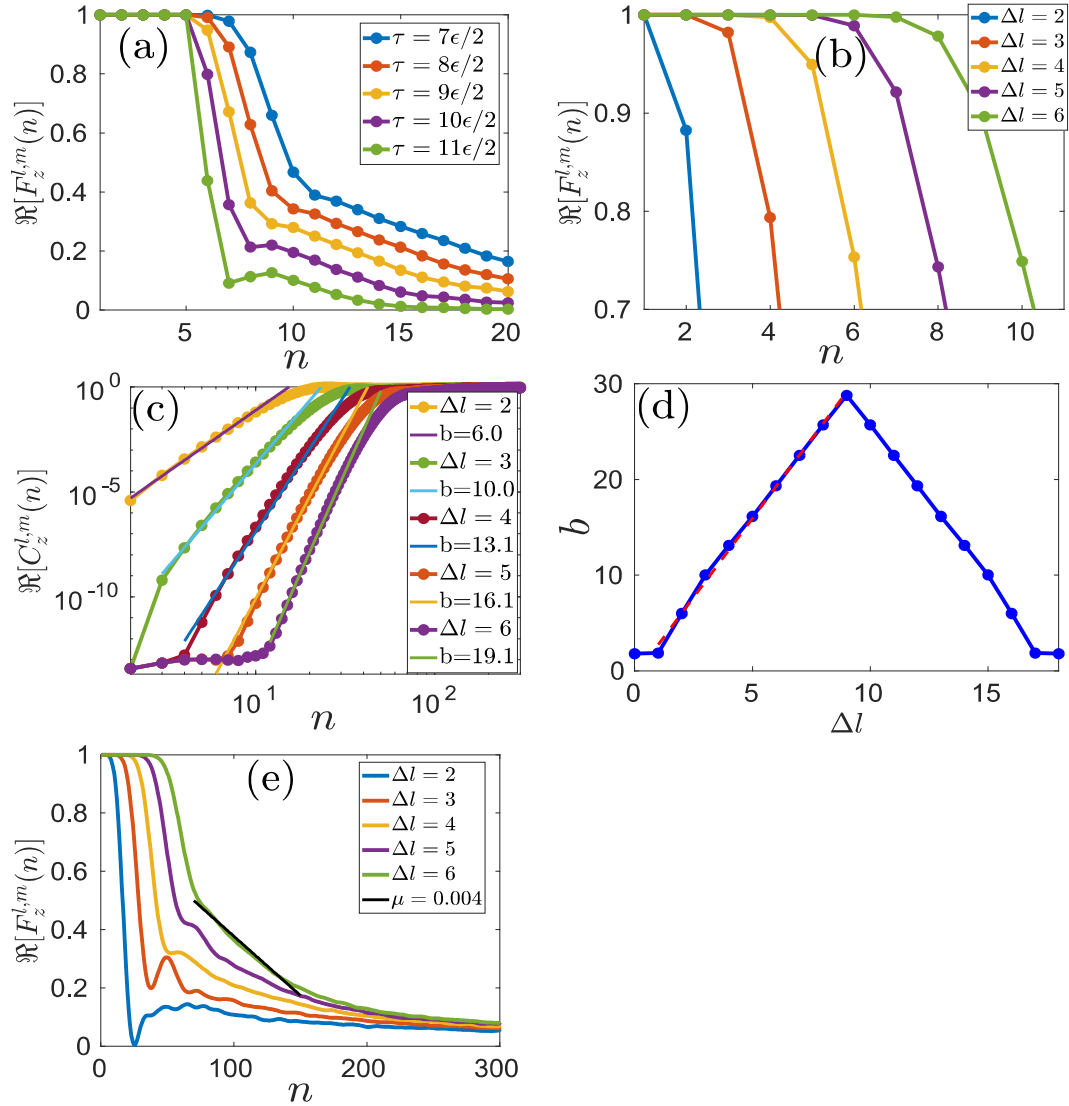 (a)
ℜ[F_z^{l,m}(n)]
1
0.8
0.6
0.4
0.2
0
5
10
15
20
n
τ = 7ϵ/2
τ = 8ϵ/2
τ = 9ϵ/2
τ = 10ϵ/2
τ = 11ϵ/2
(b)
ℜ[F_z^{l,m}(n)]
1
0.9
0.8
0.7
2
4
6
8
10
n
Δl = 2
Δl = 3
Δl = 4
Δl = 5
Δl = 6
(c)
ℜ[C_z^{l,m}(n)]
10^0
10^{-5}
10^{-10}
10^1
10^2
n
Δl = 2
b=6.0
Δl = 3
b=10.0
Δl = 4
b=13.1
Δl = 5
b=16.1
Δl = 6
b=19.1
(d)
b
30
20
10
0
0
5
10
15
Δl
(e)
ℜ[F_z^{l,m}(n)]
1
0.8
0.6
0.4
0.2
0
0
100
200
300
n
Δl = 2
Δl = 3
Δl = 4
Δl = 5
Δl = 6
μ = 0.004